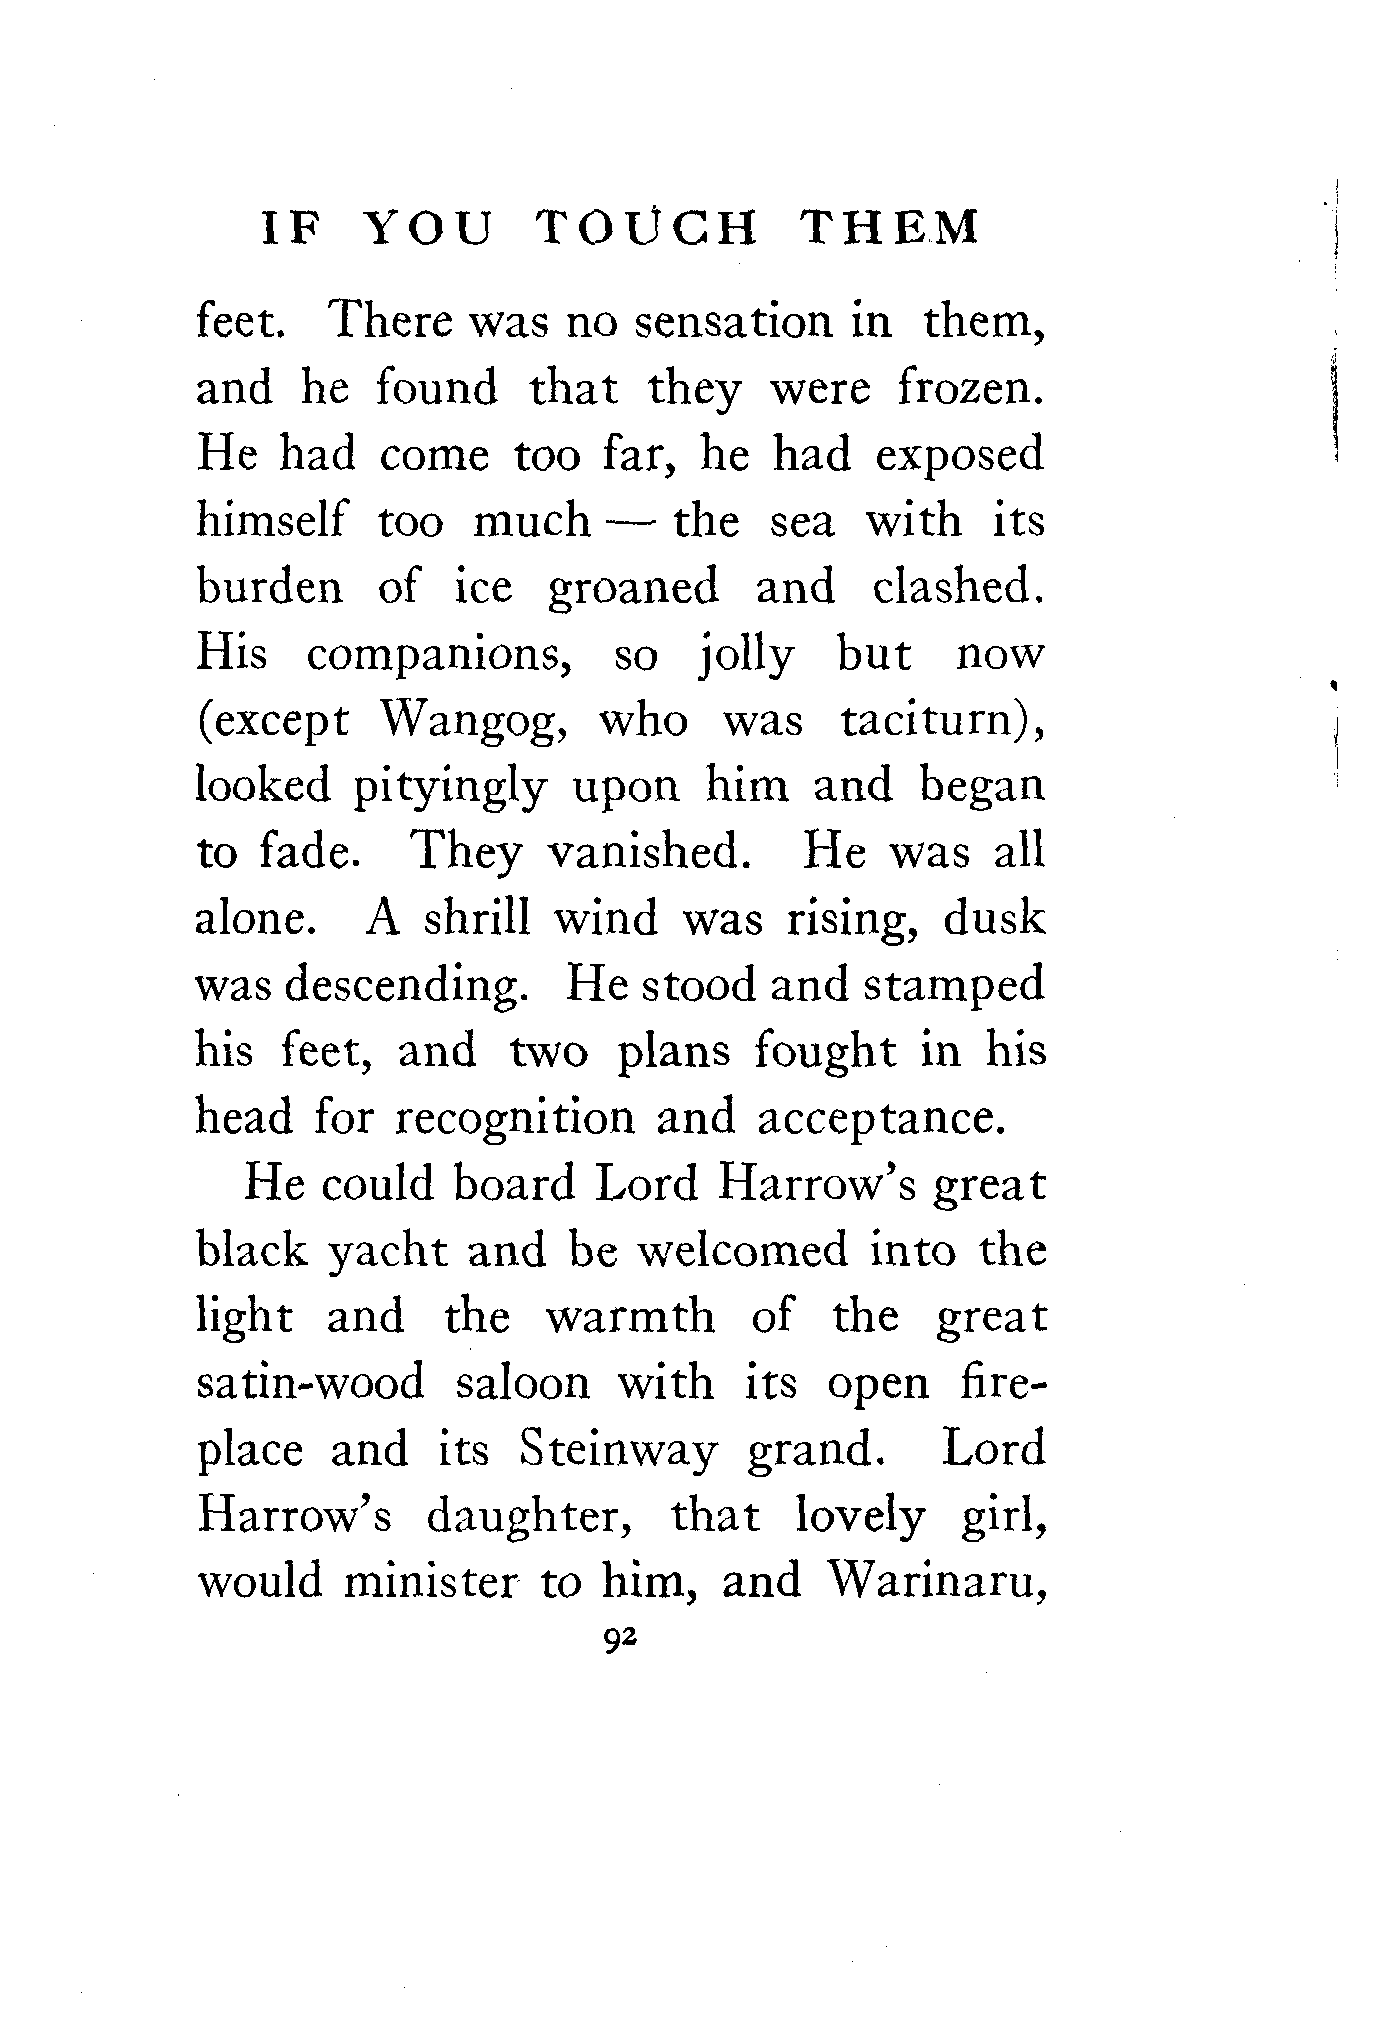 IF YOU TOUCH THEM
feet. There was no sensation in them,
and he found that they were frozen.
He had come too far, he had exposed
himself too much — the sea with its
burden of ice groaned and clashed.
His companions, so jolly but now
(except Wangog, who was taciturn),
looked pityingly upon him and began
to fade. They vanished. He was all
alone. A shrill wind was rising, dusk
was descending. He stood and stamped
his feet, and two plans fought in his
head for recognition and acceptance.
He could board Lord Harrow's great
black yacht and be welcomed into the
light and the warmth of the great
satin-wood saloon with its open fire-
place and its Steinway grand. Lord
Harrow's daughter, that lovely girl,
would minister to him, and Warinaru,
92